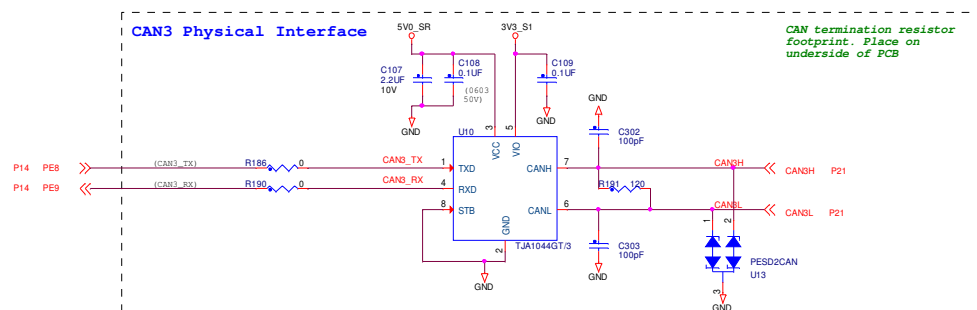 CAN3 Physical Interface
5V0_SR
3V3_S1
CAN termination resistor
footprint. Place on
underside of PCB
C107
2.2UF
10V
C108
0.1UF
(0603
50V)
C109
0.1UF
GND
GND
GND
U10
3
5
VCC
VIO
C302
100pF
P14 PE8
(CAN3_TX)
R186
0
CAN3_TX
1
TXD
CANH
7
CAN3H
CAN3H P21
P14 PE9
(CAN3_RX)
R190
0
CAN3_RX
4
RXD
R191 120
8
STB
GND
CANL
6
CAN3L
CAN3L P21
2
TJA1044GT/3
C303
100pF
1
2
PESD2CAN
U13
GND
GND
3
GND